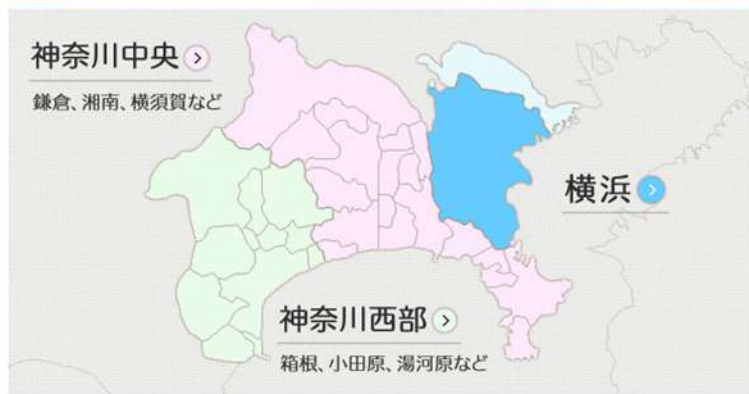 神奈川中央
鎌倉、湘南、横須賀など
横浜
神奈川西部
箱根、小田原、湯河原など